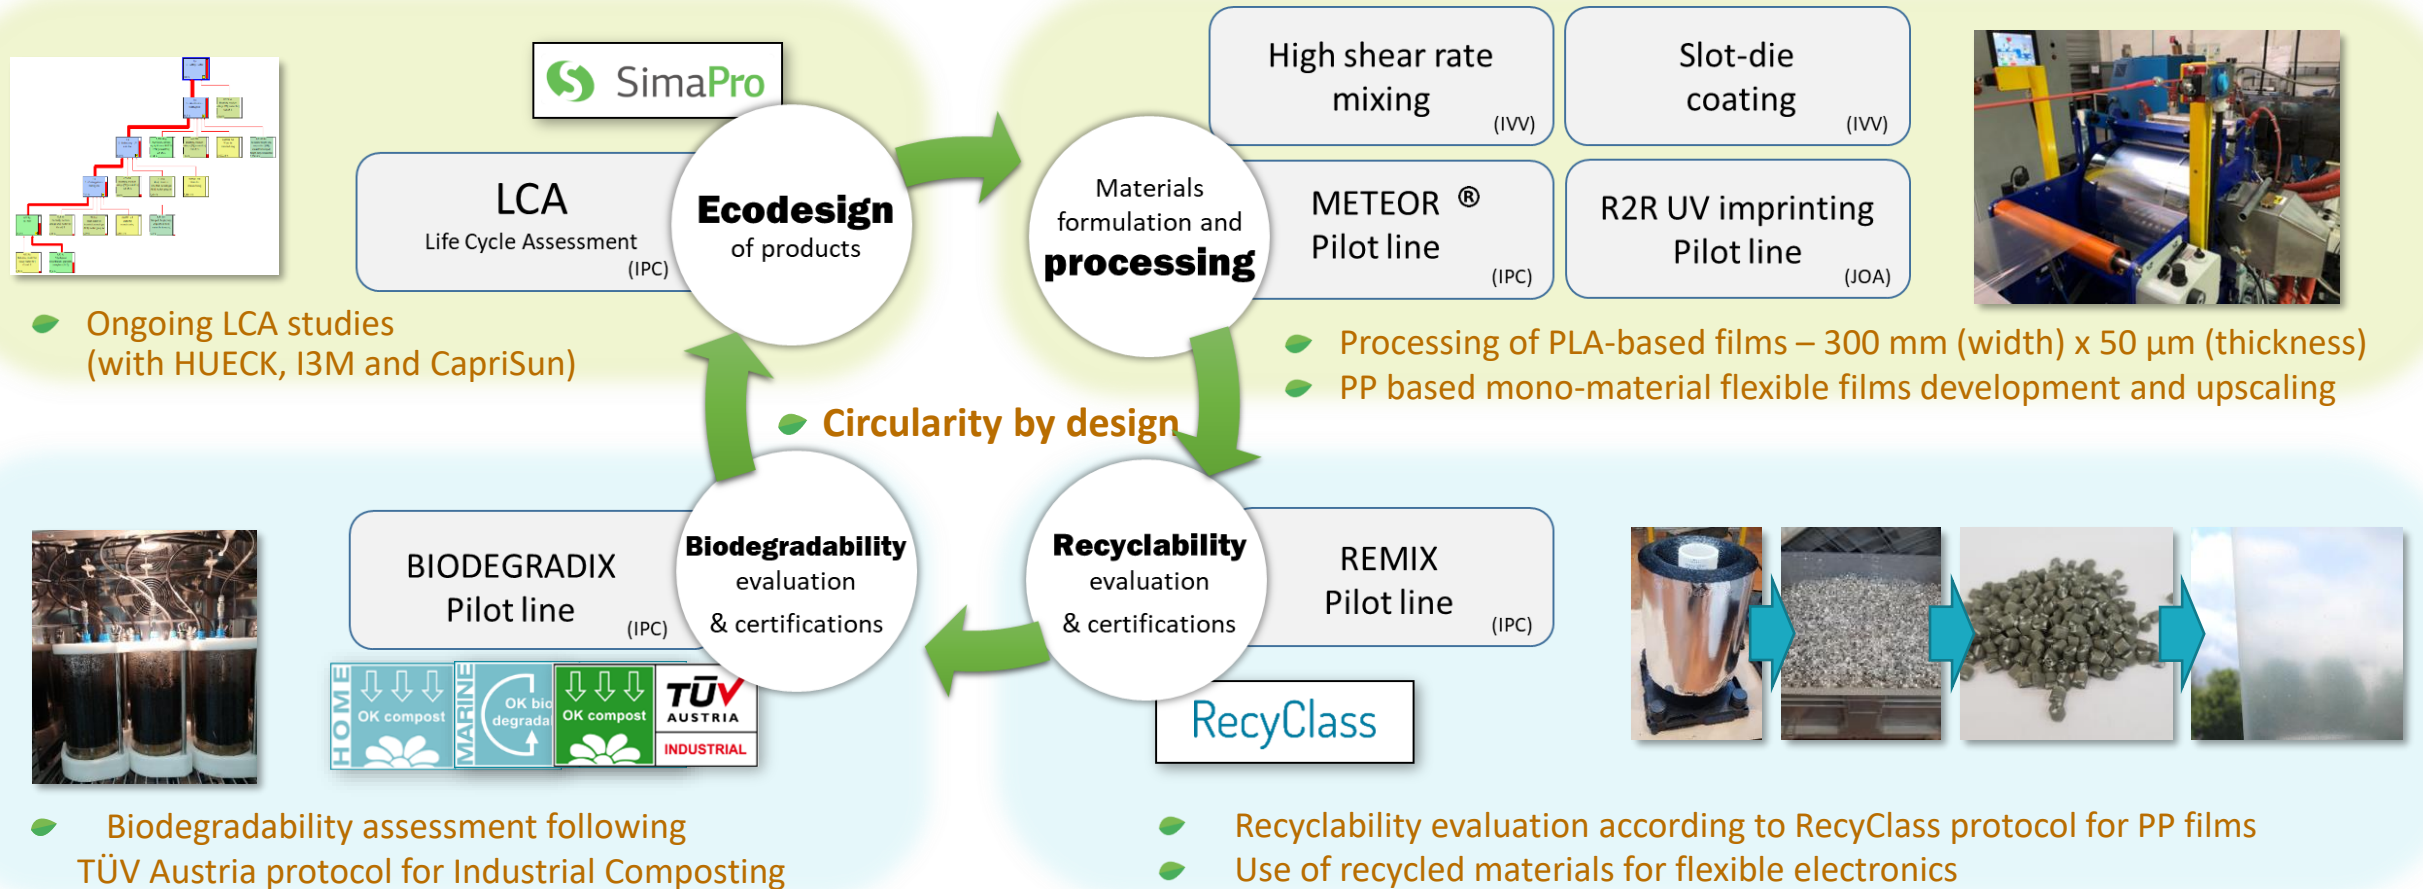 SimaPro
LCA
Life Cycle Assessment
(IPC)
Ecodesign
of products
Ongoing LCA studies
(with HUECK, I3M and CapriSun)
High shear rate
mixing
(IVV)
Slot-die
coating
(IVV)
Materials
formulation and
processing
METEOR ®
Pilot line
(IPC)
R2R UV imprinting
Pilot line
(JOA)
Processing of PLA-based films – 300 mm (width) x 50 µm (thickness)
PP based mono-material flexible films development and upscaling
Circularity by design
BIODEGRADIX
Pilot line
(IPC)
Biodegradability
evaluation
& certifications
HOME
OK compost
MARINE
OK bio
degrada
OK compost
TÜV
AUSTRIA
INDUSTRIAL
Biodegradability assessment following
TÜV Austria protocol for Industrial Composting
Recyclability
evaluation
& certifications
REMIX
Pilot line
(IPC)
RecyClass
Recyclability evaluation according to RecyClass protocol for PP films
Use of recycled materials for flexible electronics